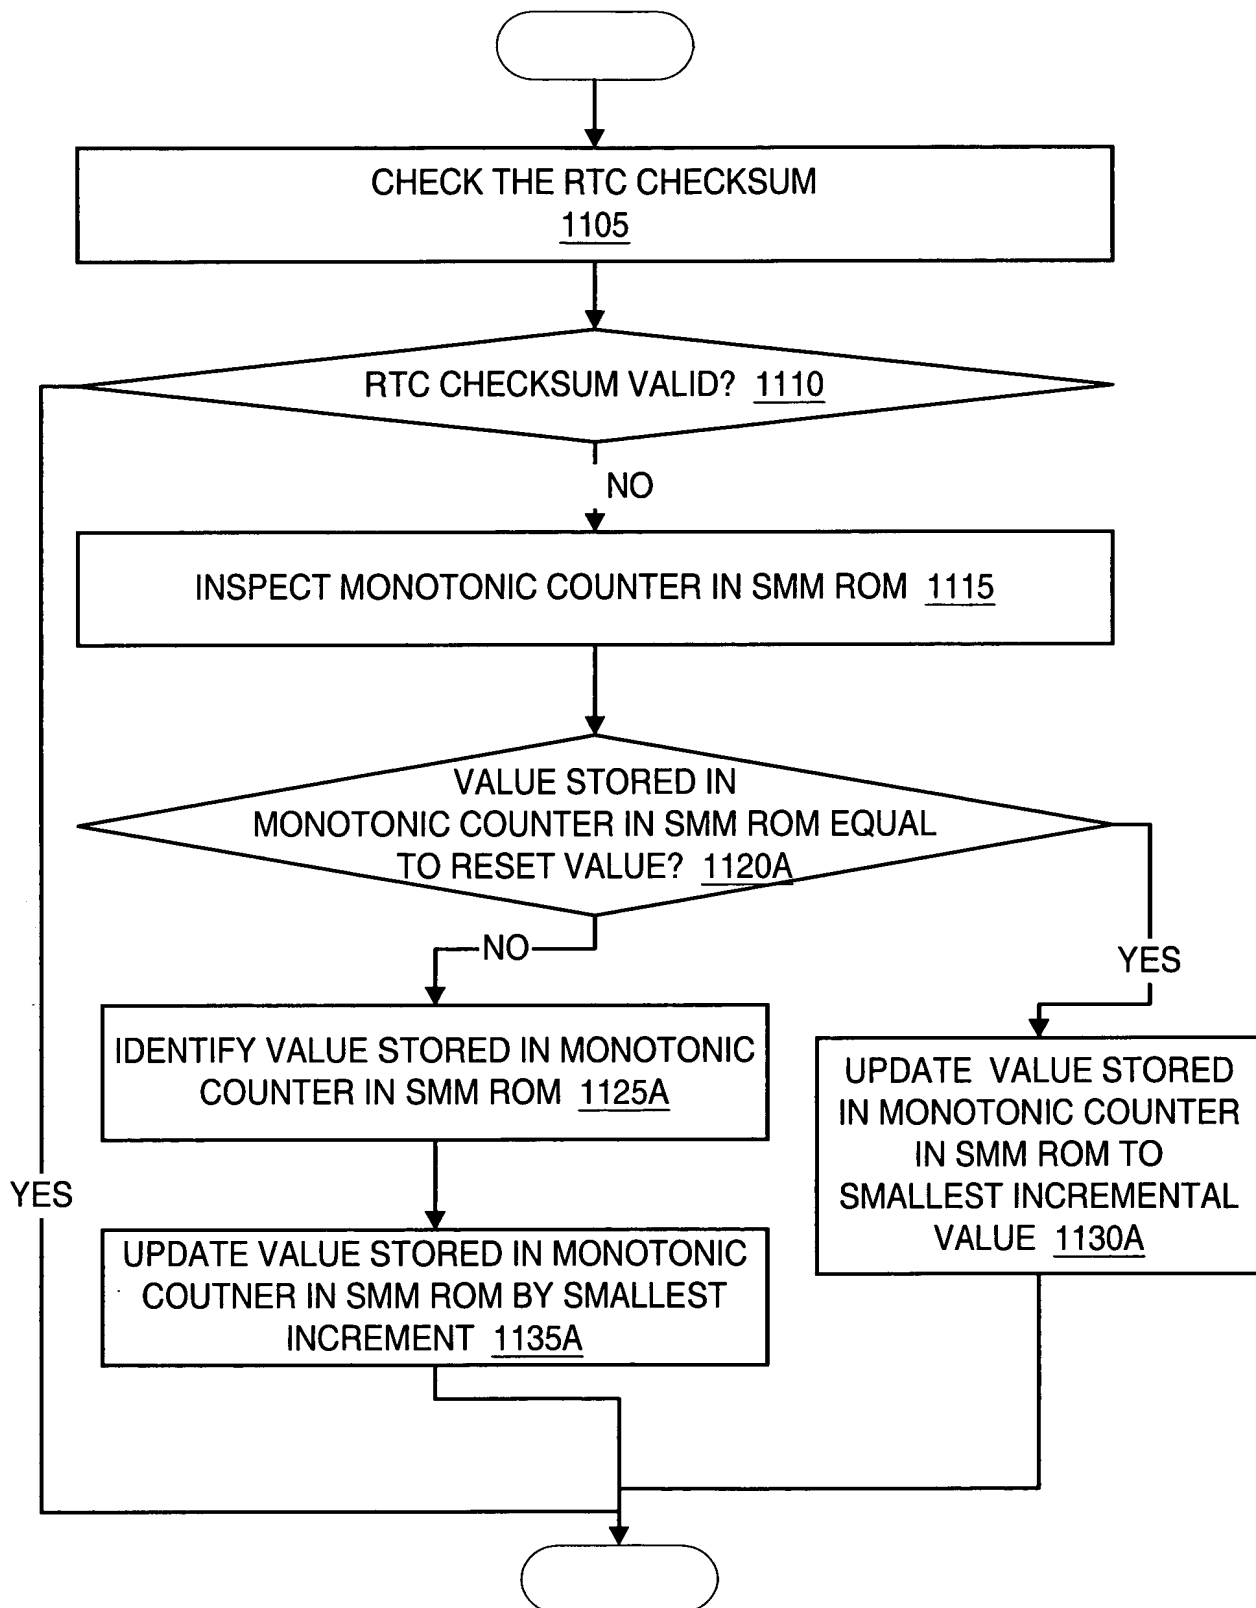 CHECK THE RTC CHECKSUM
1105
RTC CHECKSUM VALID? 1110
NO
INSPECT MONOTONIC COUNTER IN SMM ROM 1115
VALUE STORED IN
MONOTONIC COUNTER IN SMM ROM EQUAL
TO RESET VALUE? 1120A
NO
YES
IDENTIFY VALUE STORED IN MONOTONIC
COUNTER IN SMM ROM 1125A
UPDATE VALUE STORED
IN MONOTONIC COUNTER
IN SMM ROM TO
SMALLEST INCREMENTAL
VALUE 1130A
YES
UPDATE VALUE STORED IN MONOTONIC
COUTNER IN SMM ROM BY SMALLEST
INCREMENT 1135A